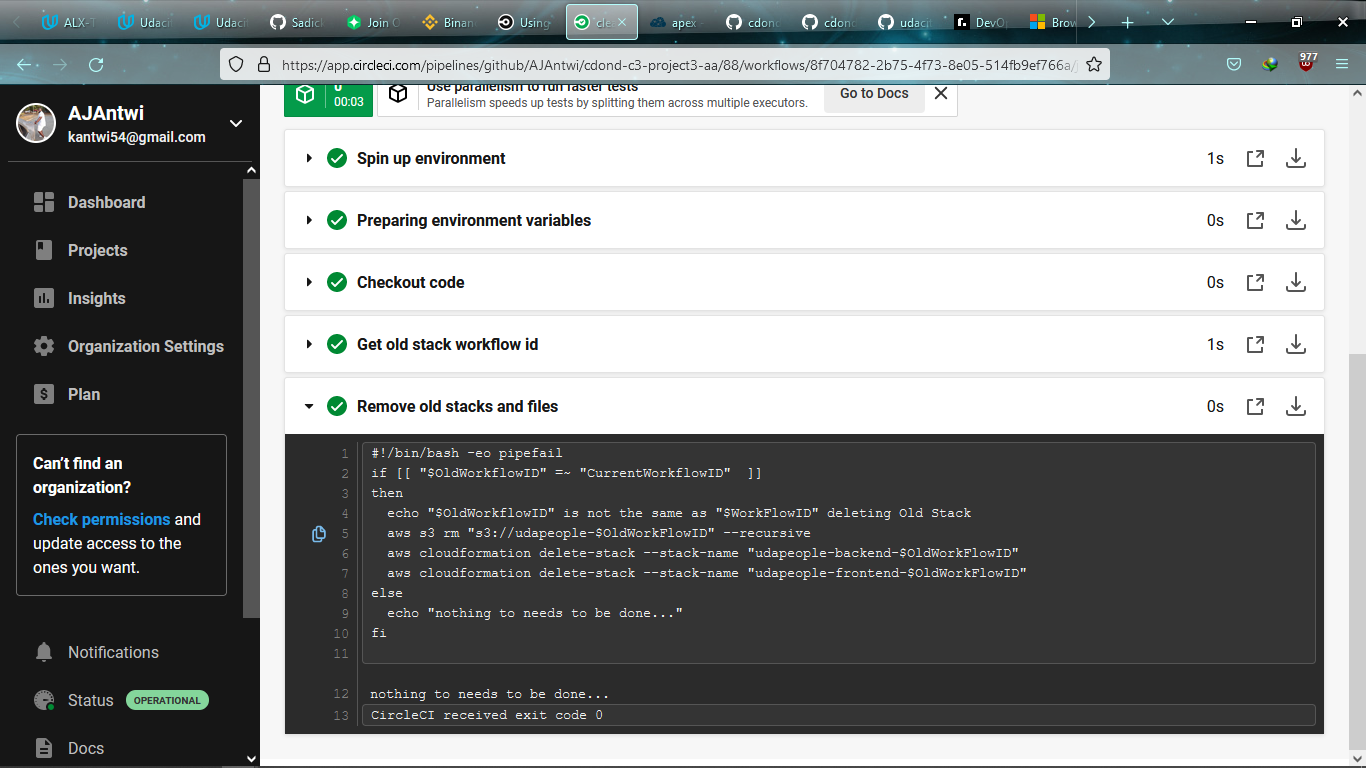 ALX-T
Udaci
Udaci
Sadick
Join O
Binan
Using
"cle
apex
cdond
cdond
udaci
DevO
Brow
https://app.circleci.com/pipelines/github/AJAntwi/cdond-c3-project3-aa/88/workflows/8f704782-2b75-4f73-8e05-514fb9ef766a/j
977
AJAntwi
kantwi54@gmail.com
Dashboard
Projects
Insights
Organization Settings
Plan
Can't find an
organization?
Check permissions and
update access to the
ones you want.
Notifications
Status OPERATIONAL
Docs
0
00:03
Use parallelism to run faster tests
Parallelism speeds up tests by splitting them across multiple executors.
Go to Docs
Spin up environment 1s
Preparing environment variables 0s
Checkout code 0s
Get old stack workflow id 1s
Remove old stacks and files 0s
1 #!/bin/bash -eo pipefail
2 if [[ "$OldWorkflowID" =~ "CurrentWorkflowID"  ]]
3 then
4   echo "$OldWorkflowID" is not the same as "$WorkFlowID" deleting Old Stack
5   aws s3 rm "s3://udapeople-$OldWorkFlowID" --recursive
6   aws cloudformation delete-stack --stack-name "udapeople-backend-$OldWorkFlowID"
7   aws cloudformation delete-stack --stack-name "udapeople-frontend-$OldWorkFlowID"
8 else
9   echo "nothing to needs to be done..."
10 fi
11
12 nothing to needs to be done...
13 CircleCI received exit code 0